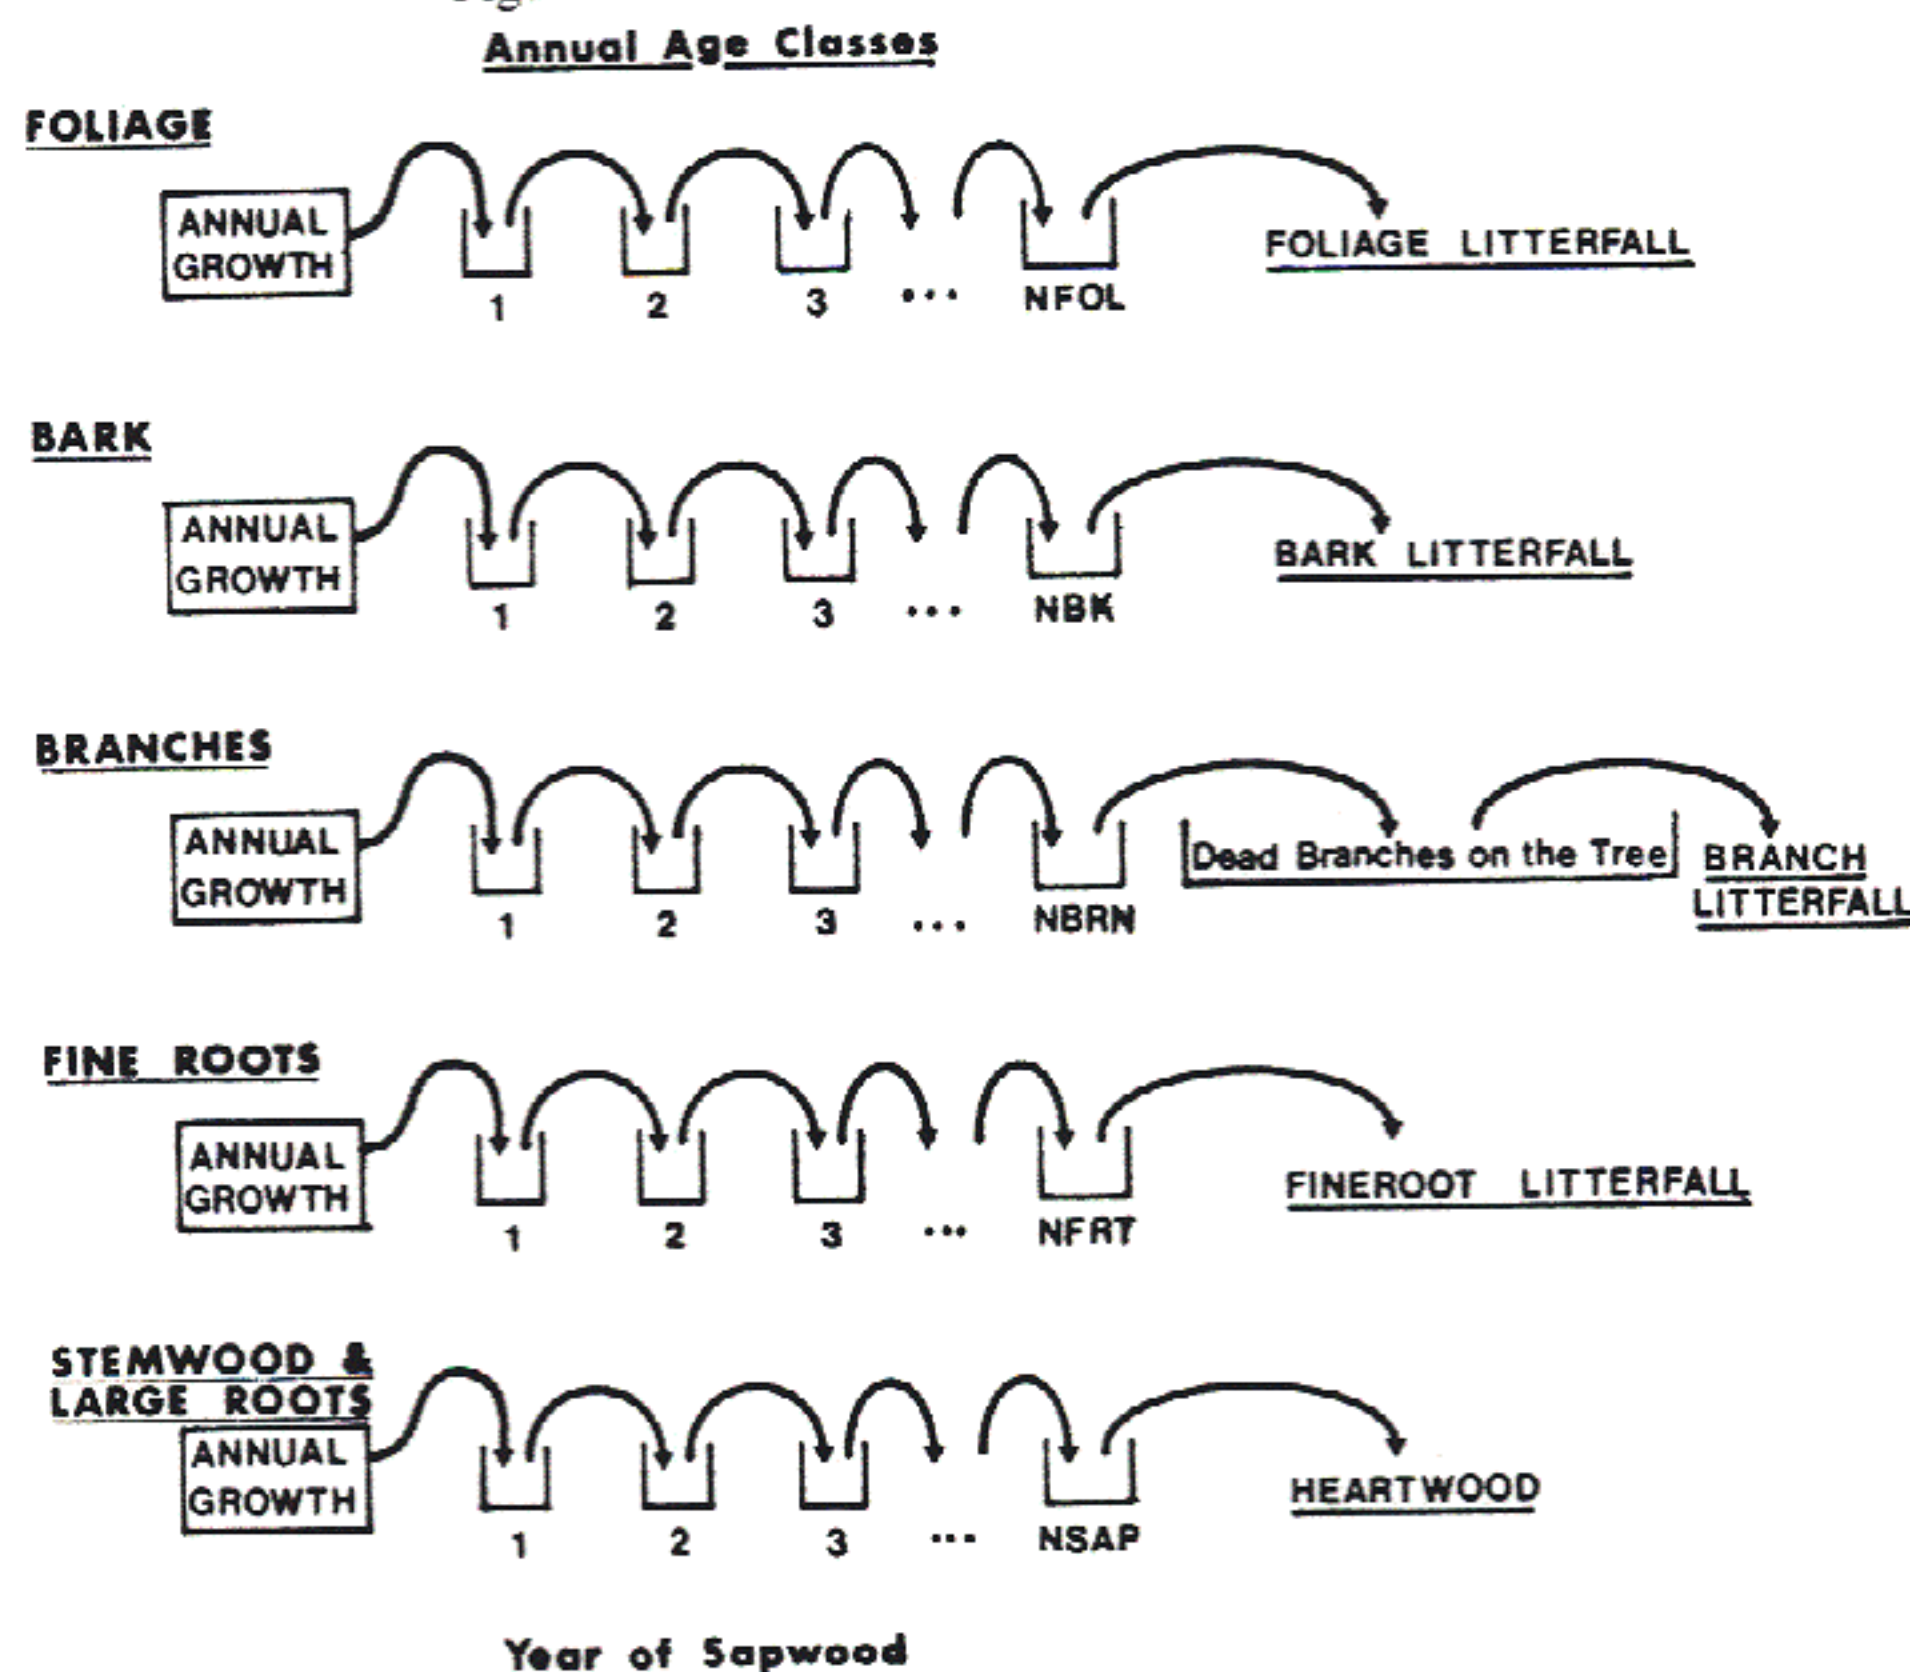 Annual Age Classes
FOLIAGE
ANNUAL
GROWTH
1 2 3 ... NFOL
FOLIAGE LITTERFALL
BARK
ANNUAL
GROWTH
1 2 3 ... NBK
BARK LITTERFALL
BRANCHES
ANNUAL
GROWTH
1 2 3 ... NBRN
Dead Branches on the Tree
BRANCH
LITTERFALL
FINE ROOTS
ANNUAL
GROWTH
1 2 3 ... NFRT
FINEROOT LITTERFALL
STEMWOOD &
LARGE ROOTS
ANNUAL
GROWTH
1 2 3 ... NSAP
HEARTWOOD
Year of Sapwood